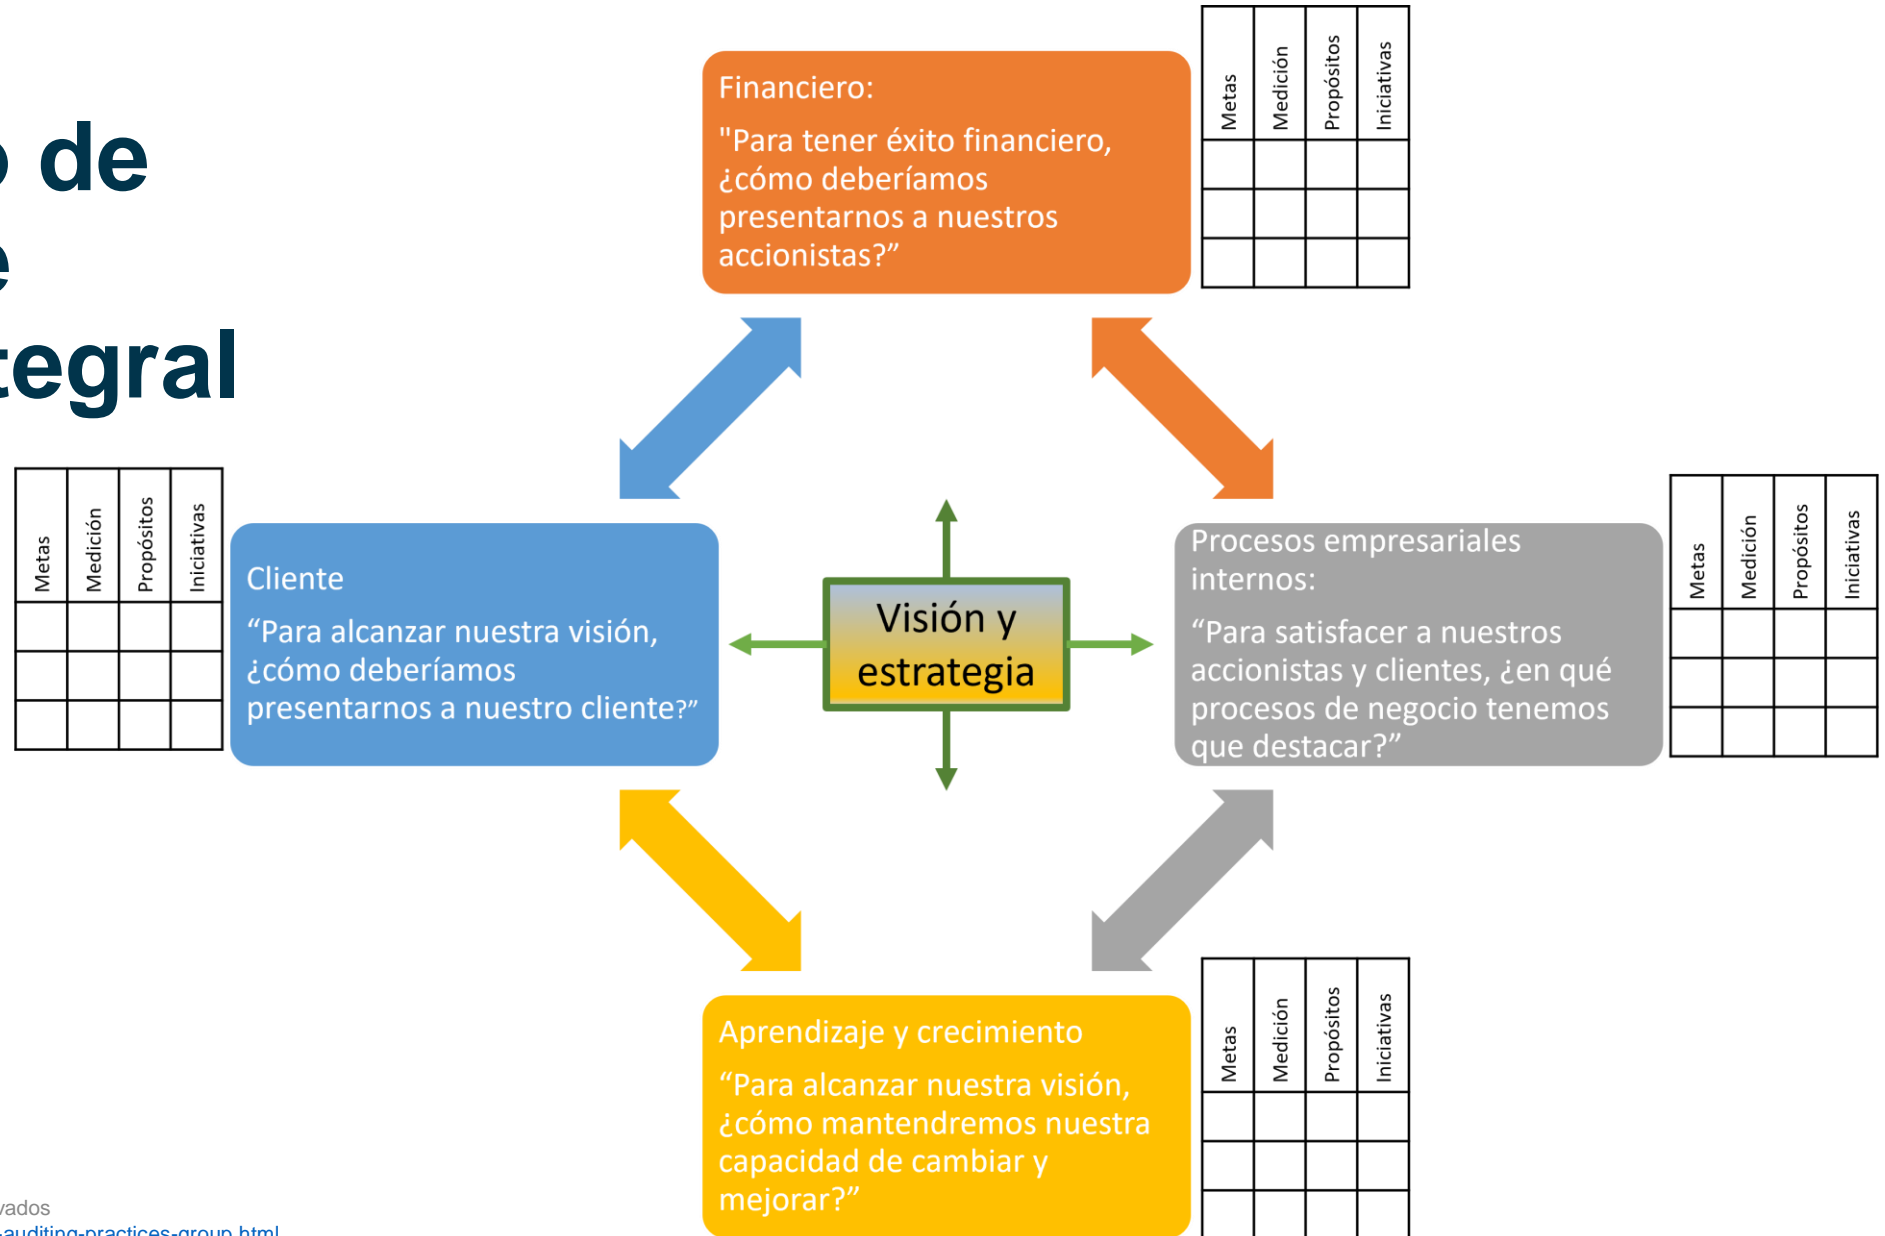 de
tegral
Financiero:
"Para tener éxito financiero,
¿cómo deberíamos
presentarnos a nuestros
accionistas?”
Metas
Medición
Propósitos
Iniciativas
Metas
Medición
Propósitos
Iniciativas
Cliente
“Para alcanzar nuestra visión,
¿cómo deberíamos
presentarnos a nuestro cliente?”
Visión y
estrategia
Procesos empresariales
internos:
“Para satisfacer a nuestros
accionistas y clientes, ¿en qué
procesos de negocio tenemos
que destacar?”
Metas
Medición
Propósitos
Iniciativas
Aprendizaje y crecimiento
“Para alcanzar nuestra visión,
¿cómo mantendremos nuestra
capacidad de cambiar y
mejorar?”
Metas
Medición
Propósitos
Iniciativas
vados
-auditing-practices-group.html